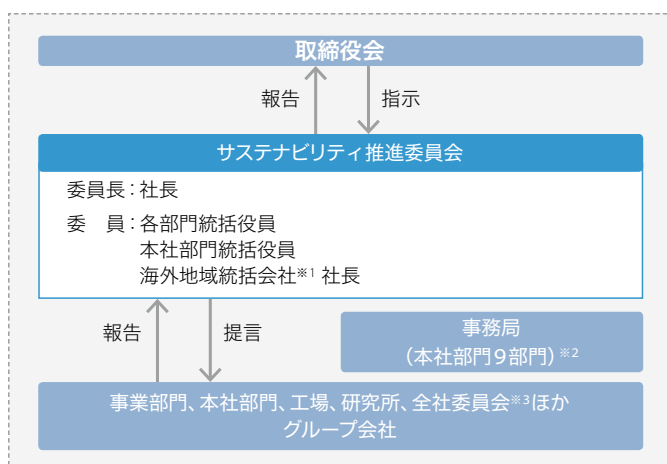 取締役会
報告 指示
サステナビリティ推進委員会
委員長：社長
委　員：各部門統括役員
本社部門統括役員
海外地域統括会社※1 社長
報告 提言
事務局
（本社部門9部門）※2
事業部門、本社部門、工場、研究所、全社委員会※3ほか
グループ会社